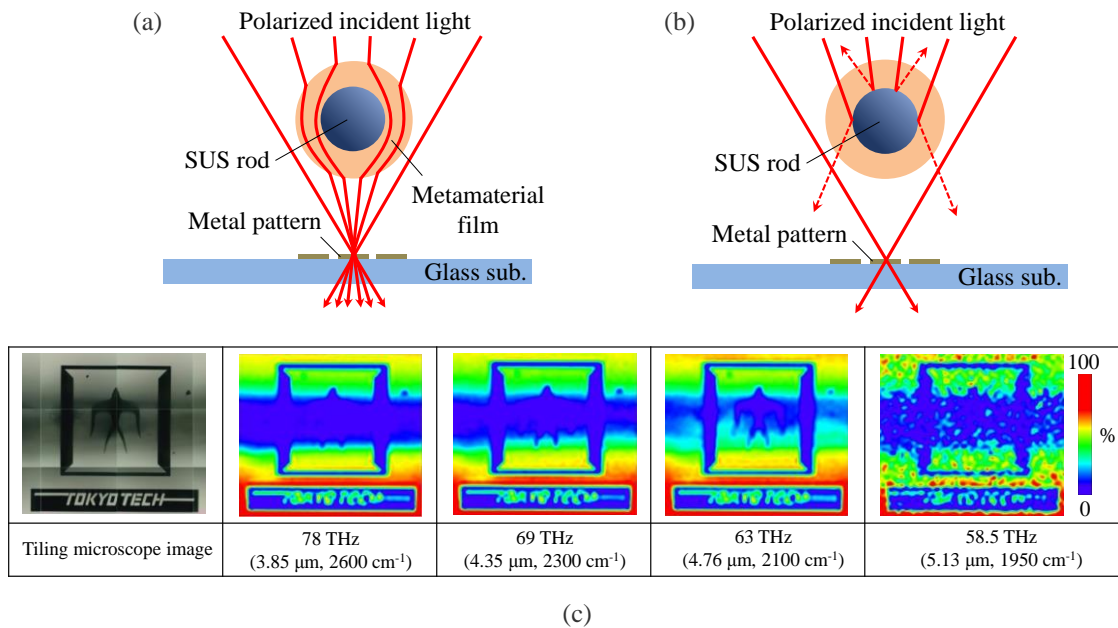 (a)
Polarized incident light
SUS rod
Metamaterial
film
Metal pattern
Glass sub.
(b)
Polarized incident light
SUS rod
Metal pattern
Glass sub.
TOKYO TECH
100
%
0
Tiling microscope image
78 THz
(3.85 μm, 2600 cm⁻¹)
69 THz
(4.35 μm, 2300 cm⁻¹)
63 THz
(4.76 μm, 2100 cm⁻¹)
58.5 THz
(5.13 μm, 1950 cm⁻¹)
(c)